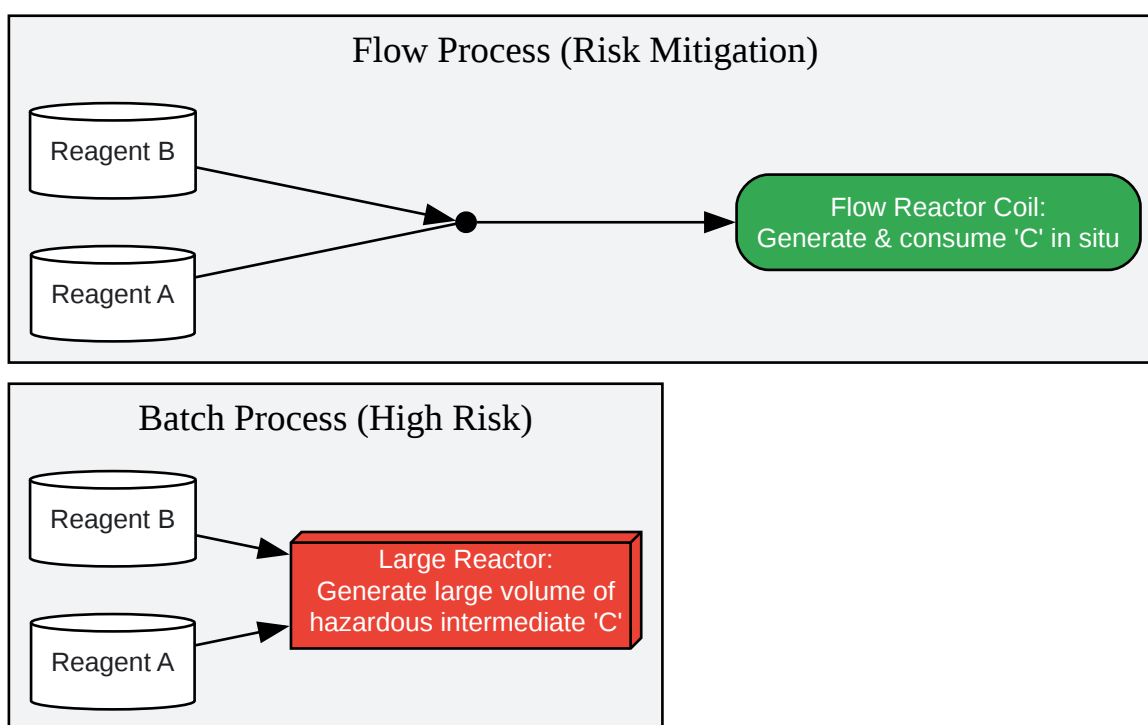 Flow Process (Risk Mitigation)
Reagent B
Reagent A
Flow Reactor Coil:
Generate & consume 'C' in situ
Batch Process (High Risk)
Reagent B
Reagent A
Large Reactor:
Generate large volume of
hazardous intermediate 'C'